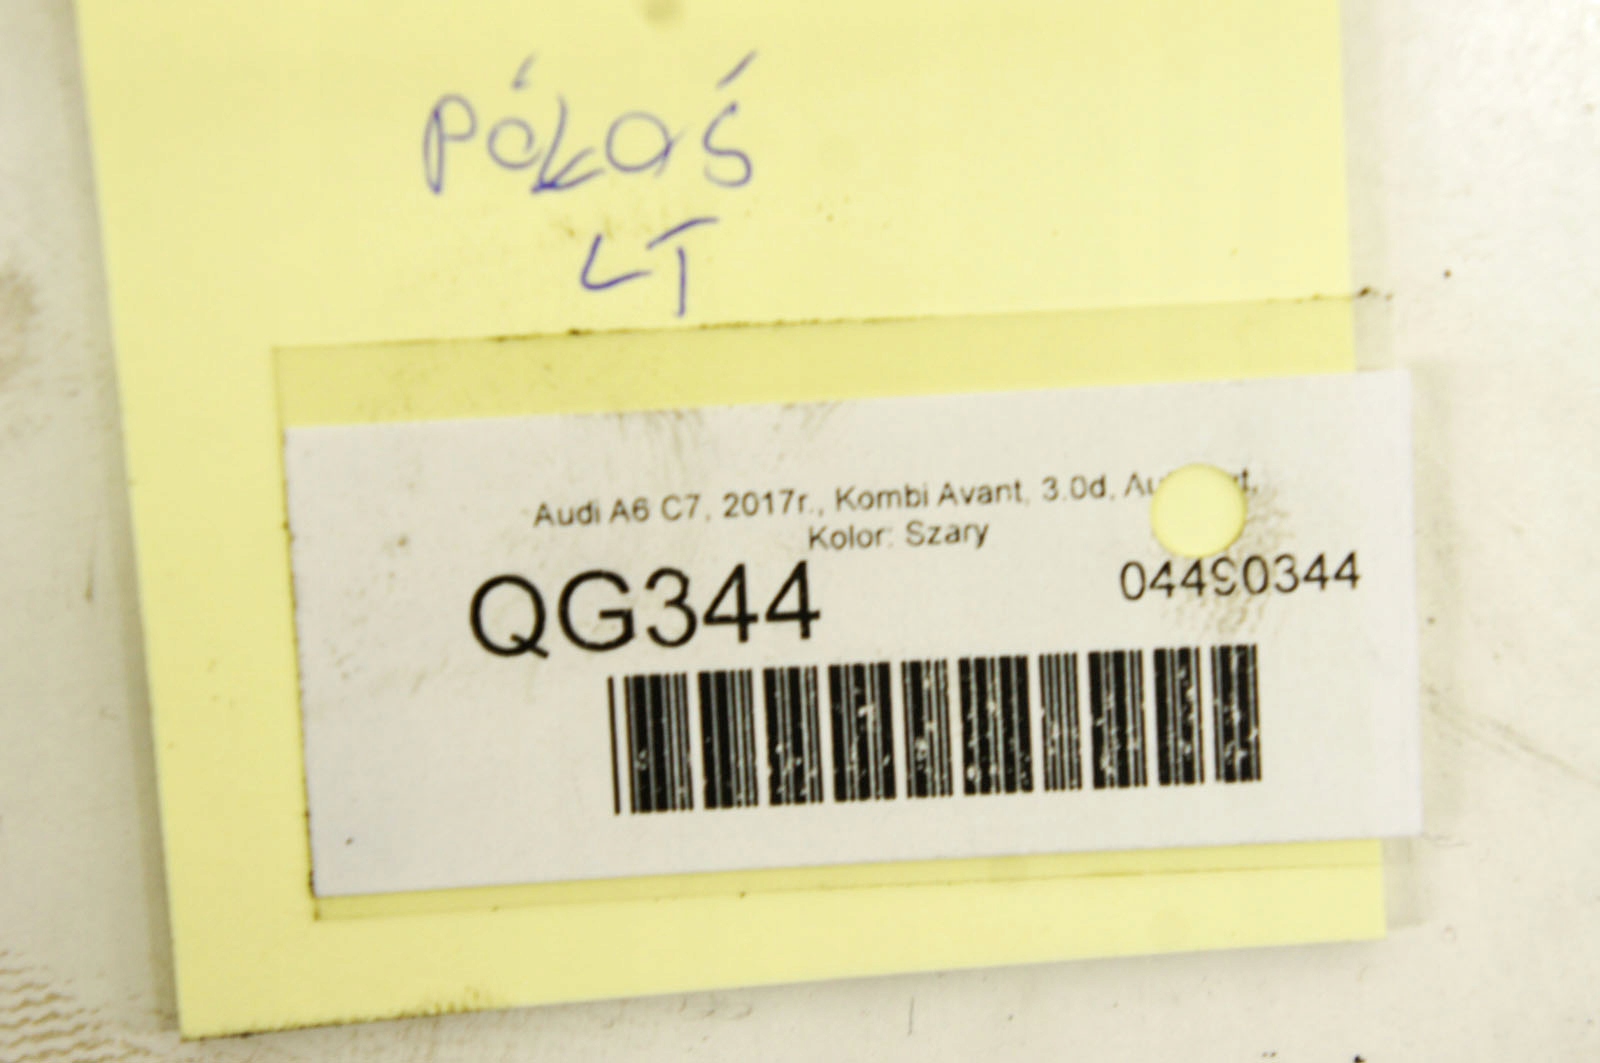 PÓŁOŚ
LT
Audi A6 C7, 2017r., Kombi Avant, 3.0d,
Kolor: Szary
QG344
04490344